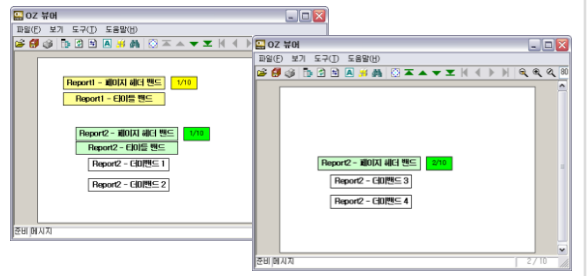 OZ 뷰어
파일(F) 보기 도구(T) 도움말(H)
Report1 - 페이지 헤더 밴드 1/10
Report1 - 타이틀 밴드
Report2 - 페이지 헤더 밴드 1/10
Report2 - 타이틀 밴드
Report2 - 데이밴드 1
Report2 - 데이밴드 2
준비 메시지
OZ 뷰어
파일(F) 보기 도구(T) 도움말(H)
80
Report2 - 페이지 헤더 밴드 2/10
Report2 - 데이밴드 3
Report2 - 데이밴드 4
준비 메시지 2 / 10